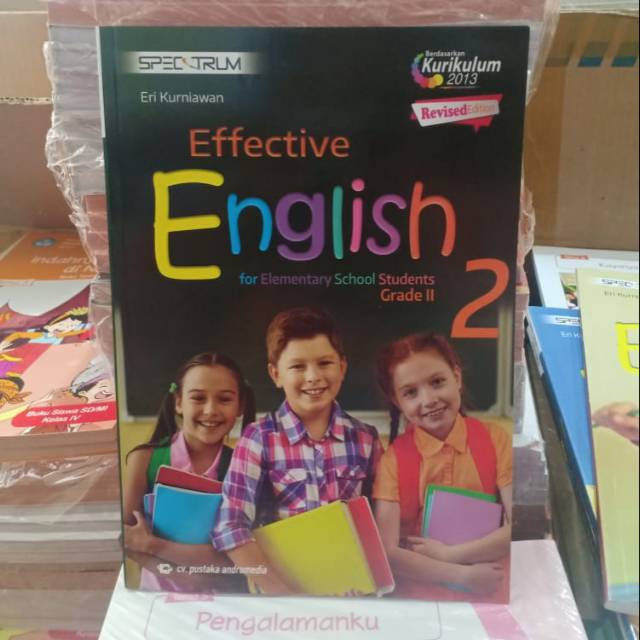 SPECTRUM
Eri Kurniawan
Berdasarkan
Kurikulum
2013
Revised Edition
Effective
English
for Elementary School Students
Grade II
2
cv. pustaka andromedia
Pengalamanku
Buku Siswa SD/MI
Kelas IV